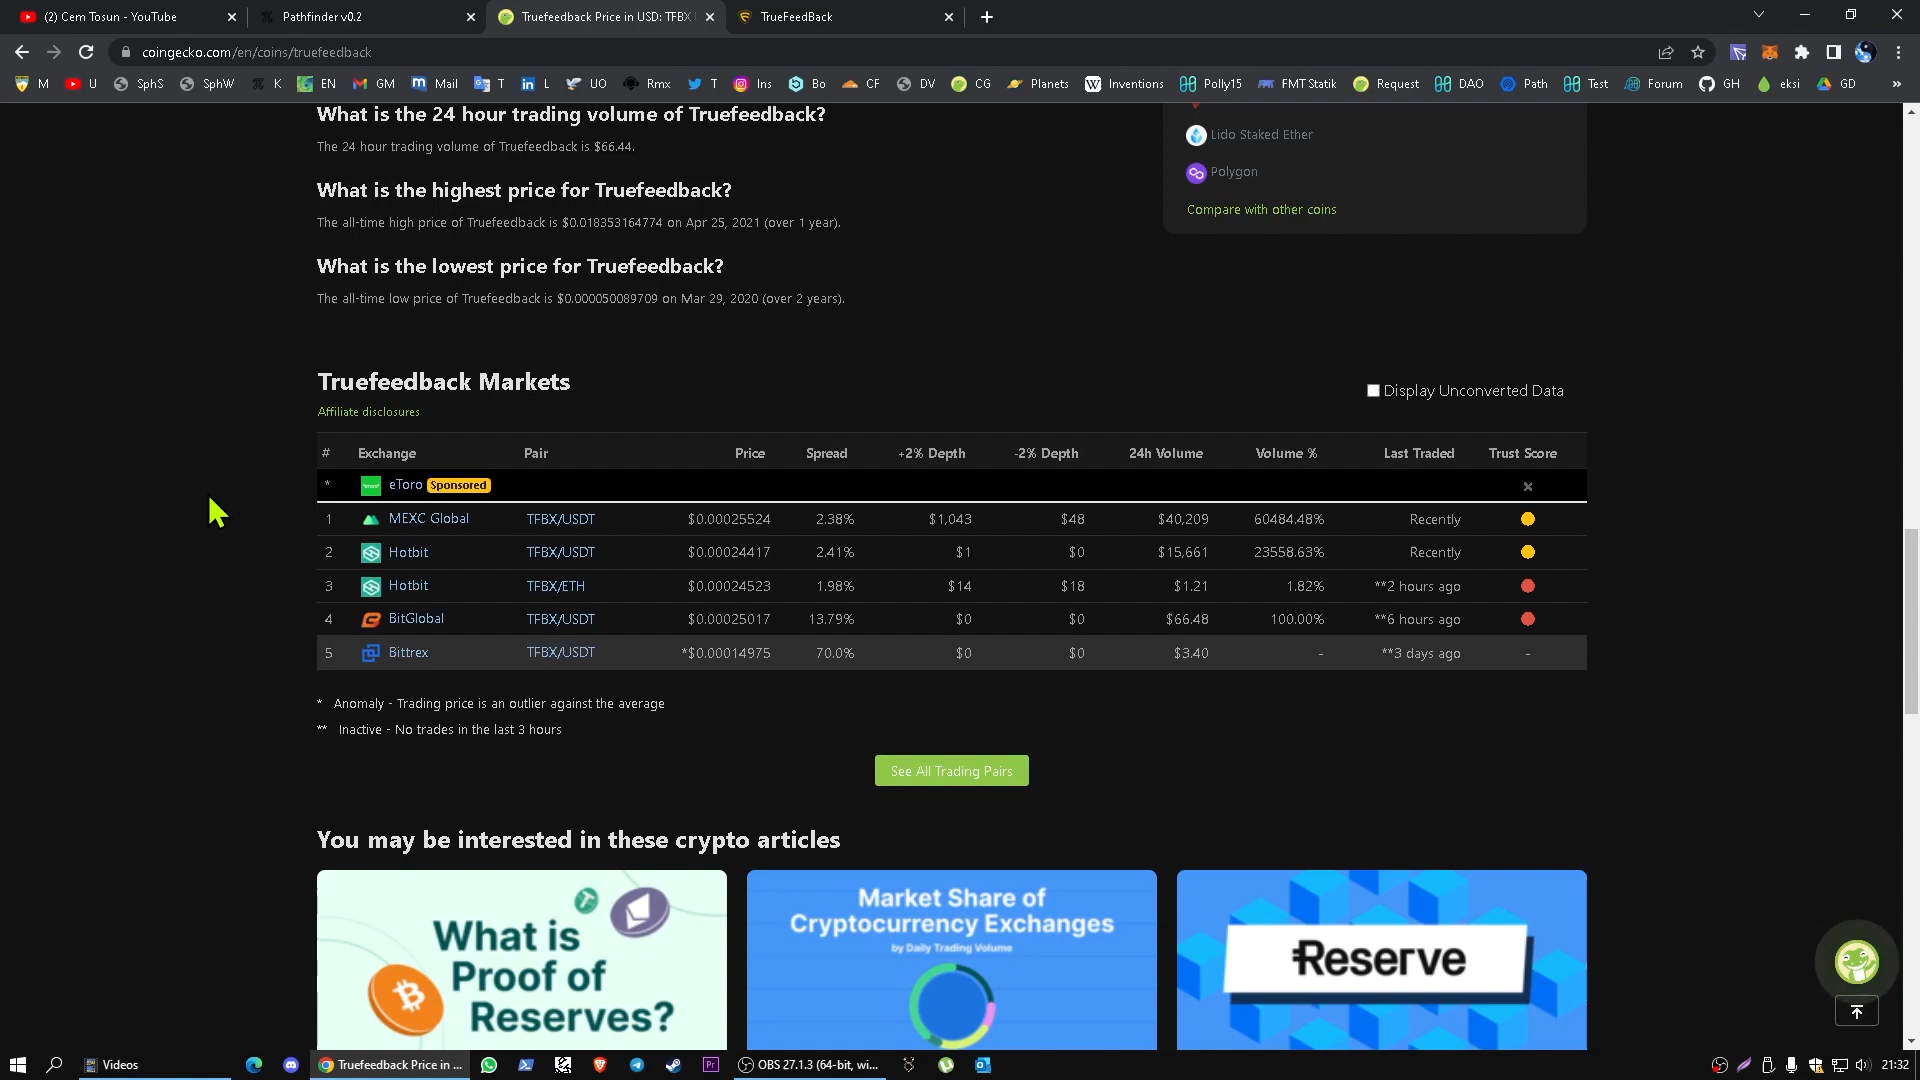 (2) Cem Tosun - YouTube
Pathfinder v0.2
Truefeedback Price in USD: TFBX
TrueFeedBack
coingecko.com/en/coins/truefeedback
M U SphS SphW K EN GM Mail T L UO Rmx T Ins Bo CF DV CG Planets Inventions Polly15 FMT Statik Request DAO Path Test Forum GH eksi GD »
What is the 24 hour trading volume of Truefeedback?
The 24 hour trading volume of Truefeedback is $66.44.
What is the highest price for Truefeedback?
The all-time high price of Truefeedback is $0.018353164774 on Apr 25, 2021 (over 1 year).
What is the lowest price for Truefeedback?
The all-time low price of Truefeedback is $0.000050089709 on Mar 29, 2020 (over 2 years).
Lido Staked Ether
Polygon
Compare with other coins
Truefeedback Markets
Display Unconverted Data
Affiliate disclosures
# Exchange Pair Price Spread +2% Depth -2% Depth 24h Volume Volume % Last Traded Trust Score
* eToro Sponsored
1 MEXC Global TFBX/USDT $0.00025524 2.38% $1,043 $48 $40,209 60484.48% Recently
2 Hotbit TFBX/USDT $0.00024417 2.41% $1 $0 $15,661 23558.63% Recently
3 Hotbit TFBX/ETH $0.00024523 1.98% $14 $18 $1.21 1.82% **2 hours ago
4 BitGlobal TFBX/USDT $0.00025017 13.79% $0 $0 $66.48 100.00% **6 hours ago
5 Bittrex TFBX/USDT *$0.00014975 70.0% $0 $0 $3.40 - **3 days ago -
* Anomaly - Trading price is an outlier against the average
** Inactive - No trades in the last 3 hours
See All Trading Pairs
You may be interested in these crypto articles
What is
Proof of
Reserves?
Market Share of
Cryptocurrency Exchanges
by Daily Trading Volume
Reserve
Videos
Truefeedback Price in ...
Pr
OBS 27.1.3 (64-bit, wi...
21:32